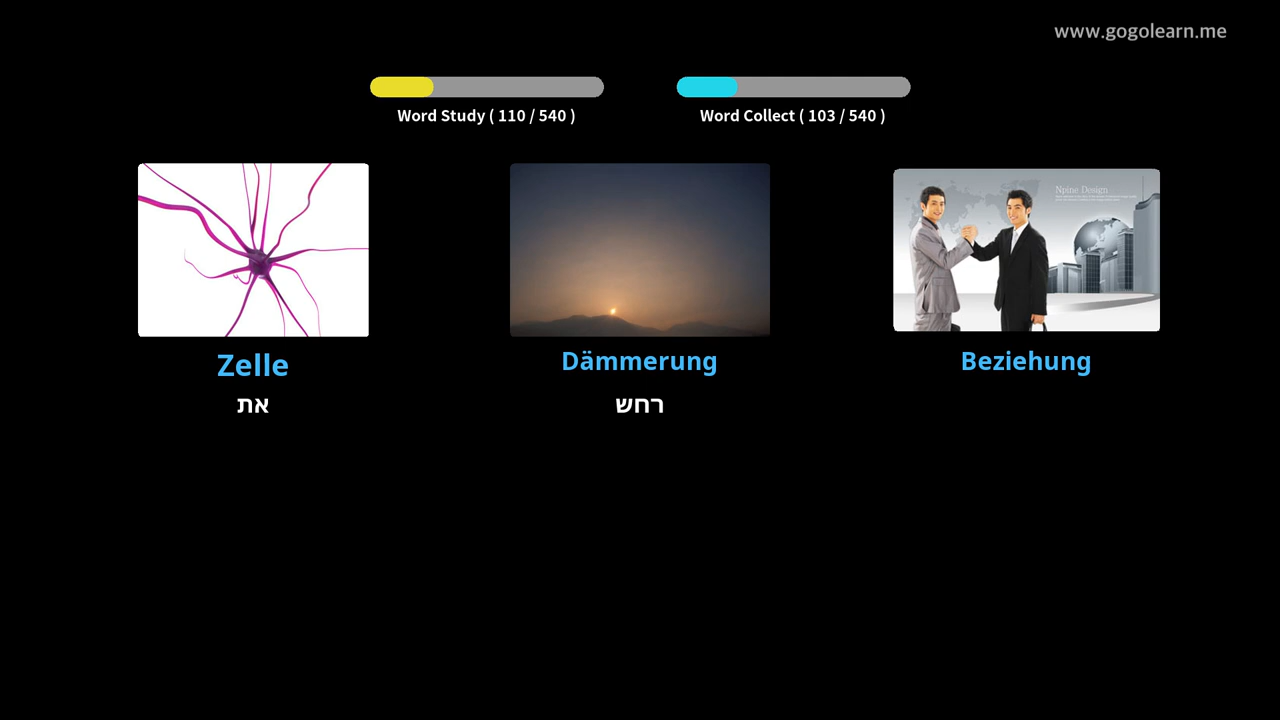 www.gogolearn.me
Word Study ( 110 / 540 )
Word Collect ( 103 / 540 )
Npine Design
Zelle
את
Dämmerung
רחש
Beziehung